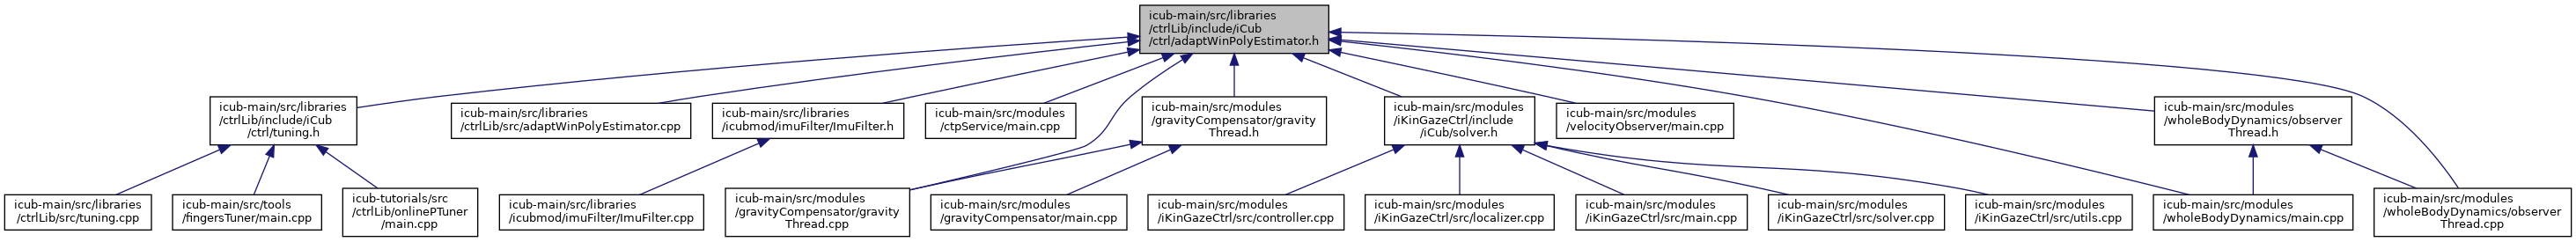 icub-main/src/libraries
/ctrlLib/include/iCub
/ctrl/adaptWinPolyEstimator.h
icub-main/src/libraries
/ctrlLib/include/iCub
/ctrl/tuning.h
icub-main/src/libraries
/ctrlLib/src/adaptWinPolyEstimator.cpp
icub-main/src/libraries
/icubmod/imuFilter/ImuFilter.h
icub-main/src/modules
/ctpService/main.cpp
icub-main/src/modules
/gravityCompensator/gravity
Thread.h
icub-main/src/modules
/iKinGazeCtrl/include
/iCub/solver.h
icub-main/src/modules
/velocityObserver/main.cpp
icub-main/src/modules
/wholeBodyDynamics/observer
Thread.h
icub-main/src/libraries
/ctrlLib/src/tuning.cpp
icub-main/src/tools
/fingersTuner/main.cpp
icub-tutorials/src
/ctrlLib/onlinePTuner
/main.cpp
icub-main/src/libraries
/icubmod/imuFilter/ImuFilter.cpp
icub-main/src/modules
/gravityCompensator/gravity
Thread.cpp
icub-main/src/modules
/gravityCompensator/main.cpp
icub-main/src/modules
/iKinGazeCtrl/src/controller.cpp
icub-main/src/modules
/iKinGazeCtrl/src/localizer.cpp
icub-main/src/modules
/iKinGazeCtrl/src/main.cpp
icub-main/src/modules
/iKinGazeCtrl/src/solver.cpp
icub-main/src/modules
/iKinGazeCtrl/src/utils.cpp
icub-main/src/modules
/wholeBodyDynamics/main.cpp
icub-main/src/modules
/wholeBodyDynamics/observer
Thread.cpp